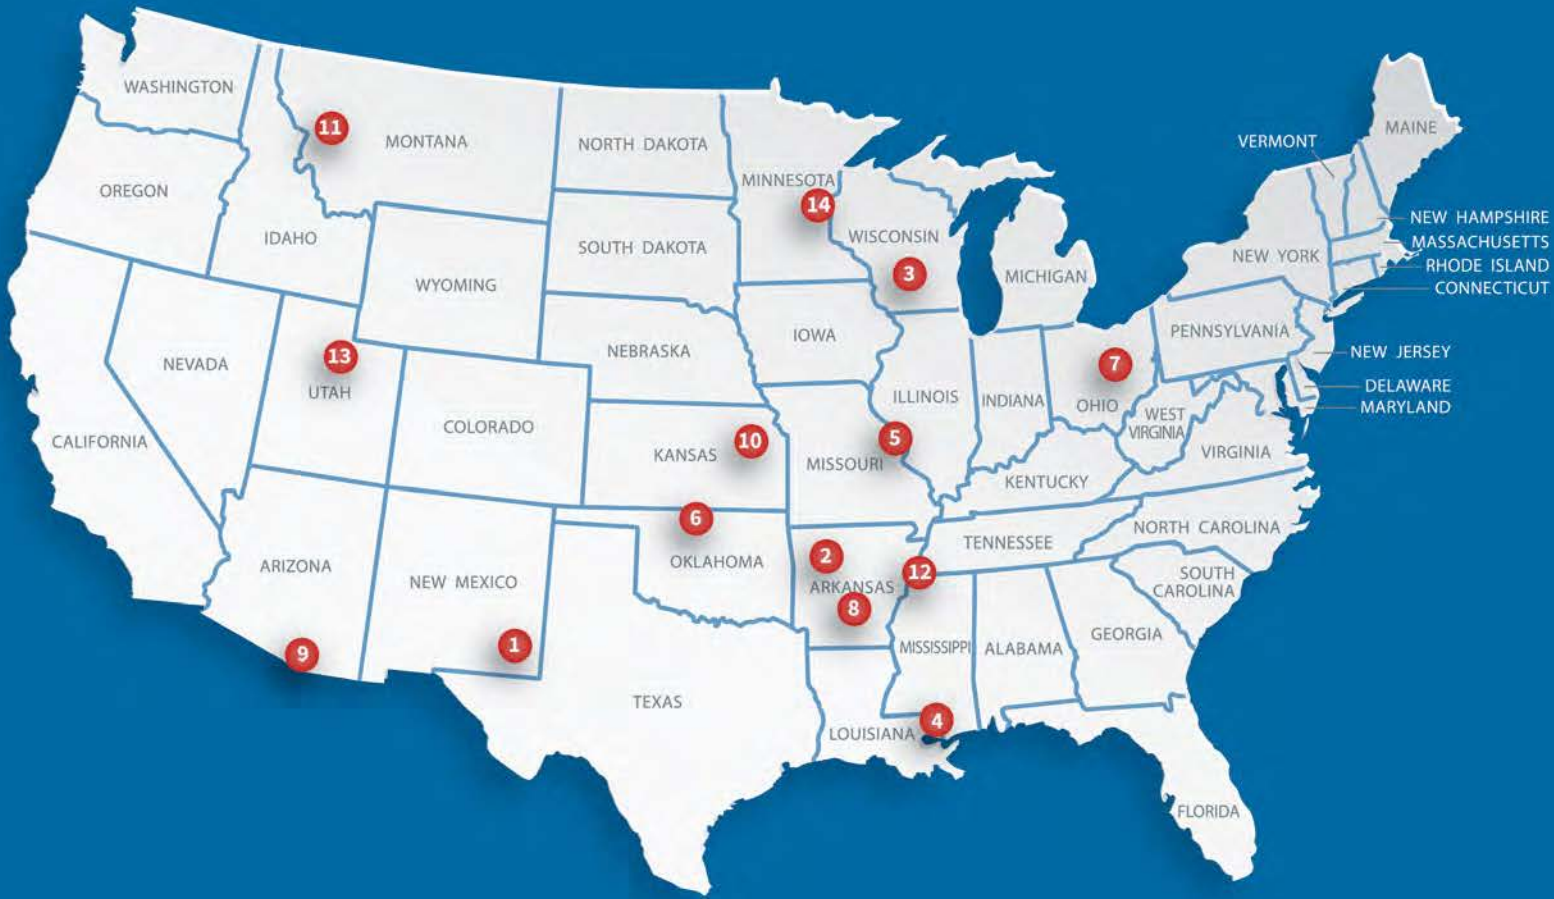 WASHINGTON
MAINE
11
MONTANA
NORTH DAKOTA
VERMONT
MINNESOTA
OREGON
14
NEW HAMPSHIRE
IDAHO
SOUTH DAKOTA
WISCONSIN
MASSACHUSETTS
NEW YORK
RHODE ISLAND
3
MICHIGAN
WYOMING
CONNECTICUT
PENNSYLVANIA
IOWA
NEBRASKA
NEW JERSEY
13
NEVADA
7
UTAH
DELAWARE
ILLINOIS
INDIANA
OHIO
MARYLAND
WEST
VIRGINIA
COLORADO
CALIFORNIA
10
5
KANSAS
MISSOURI
VIRGINIA
KENTUCKY
6
NORTH CAROLINA
TENNESSEE
2
OKLAHOMA
ARIZONA
12
SOUTH
CAROLINA
NEW MEXICO
ARKANSAS
8
GEORGIA
1
MISSISSIPPI
ALABAMA
9
TEXAS
4
LOUISIANA
FLORIDA